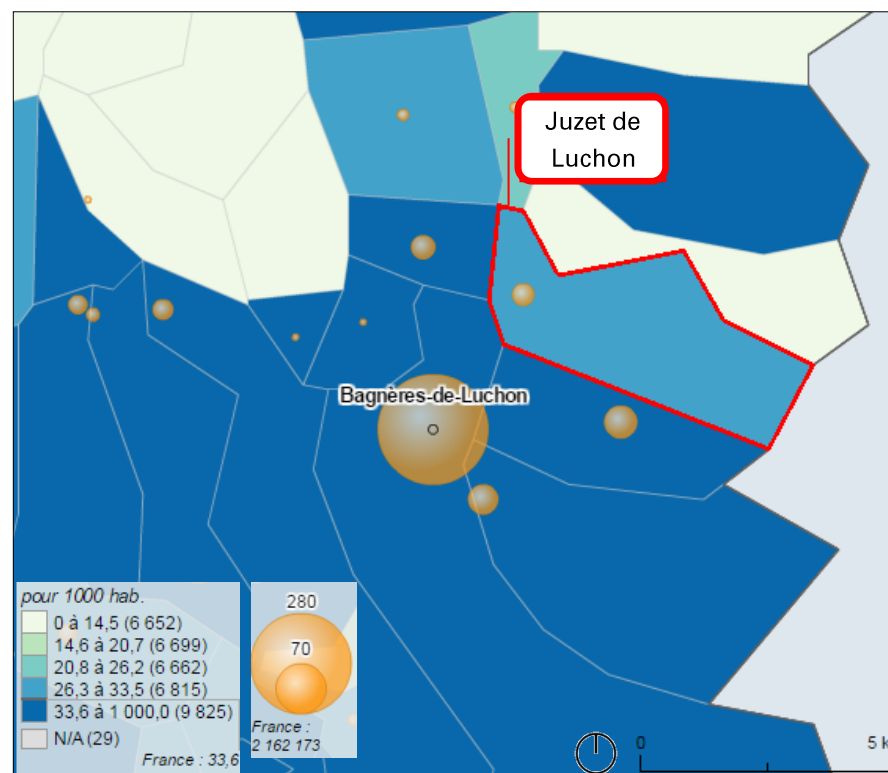 Juzet de
Luchon
Bagnères-de-Luchon
pour 1000 hab.
0 à 14,5 (6 652)
14,6 à 20,7 (6 699)
20,8 à 26,2 (6 662)
26,3 à 33,5 (6 815)
33,6 à 1 000,0 (9 825)
N/A (29)
France : 33,6
280
70
France :
2 162 173
0
5 k